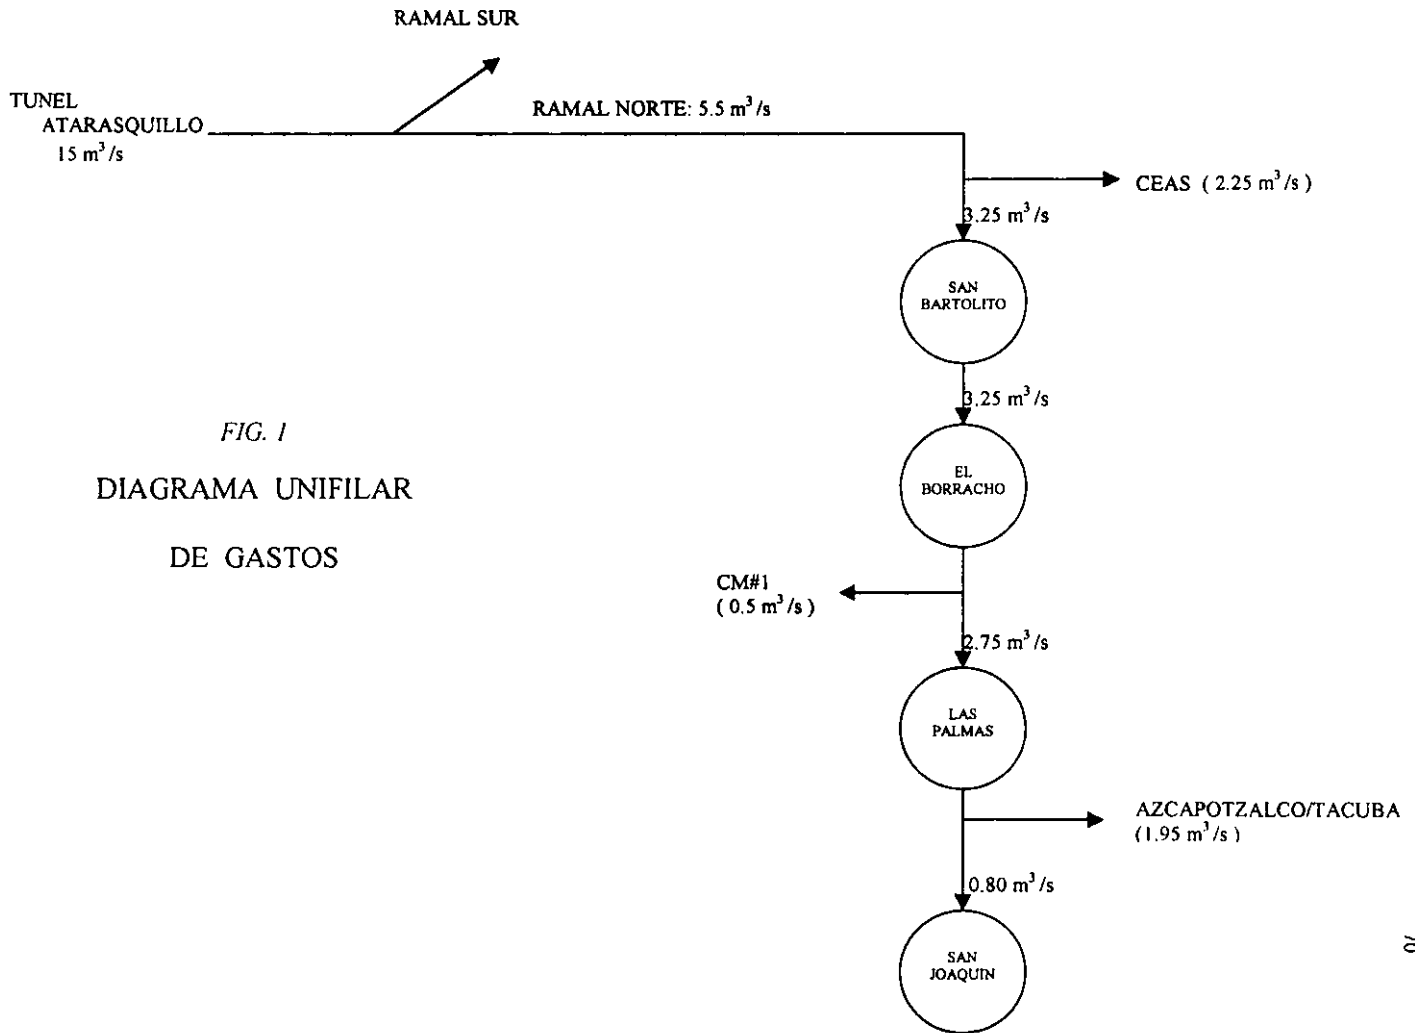 RAMAL SUR
TUNEL
ATARASQUILLO
15 m³/s
RAMAL NORTE: 5.5 m³/s
CEAS ( 2.25 m³/s )
3.25 m³/s
SAN
BARTOLITO
3.25 m³/s
FIG. 1
DIAGRAMA UNIFILAR
DE GASTOS
EL
BORRACHO
CM#1
( 0.5 m³/s )
2.75 m³/s
LAS
PALMAS
AZCAPOTZALCO/TACUBA
(1.95 m³/s )
0.80 m³/s
SAN
JOAQUIN